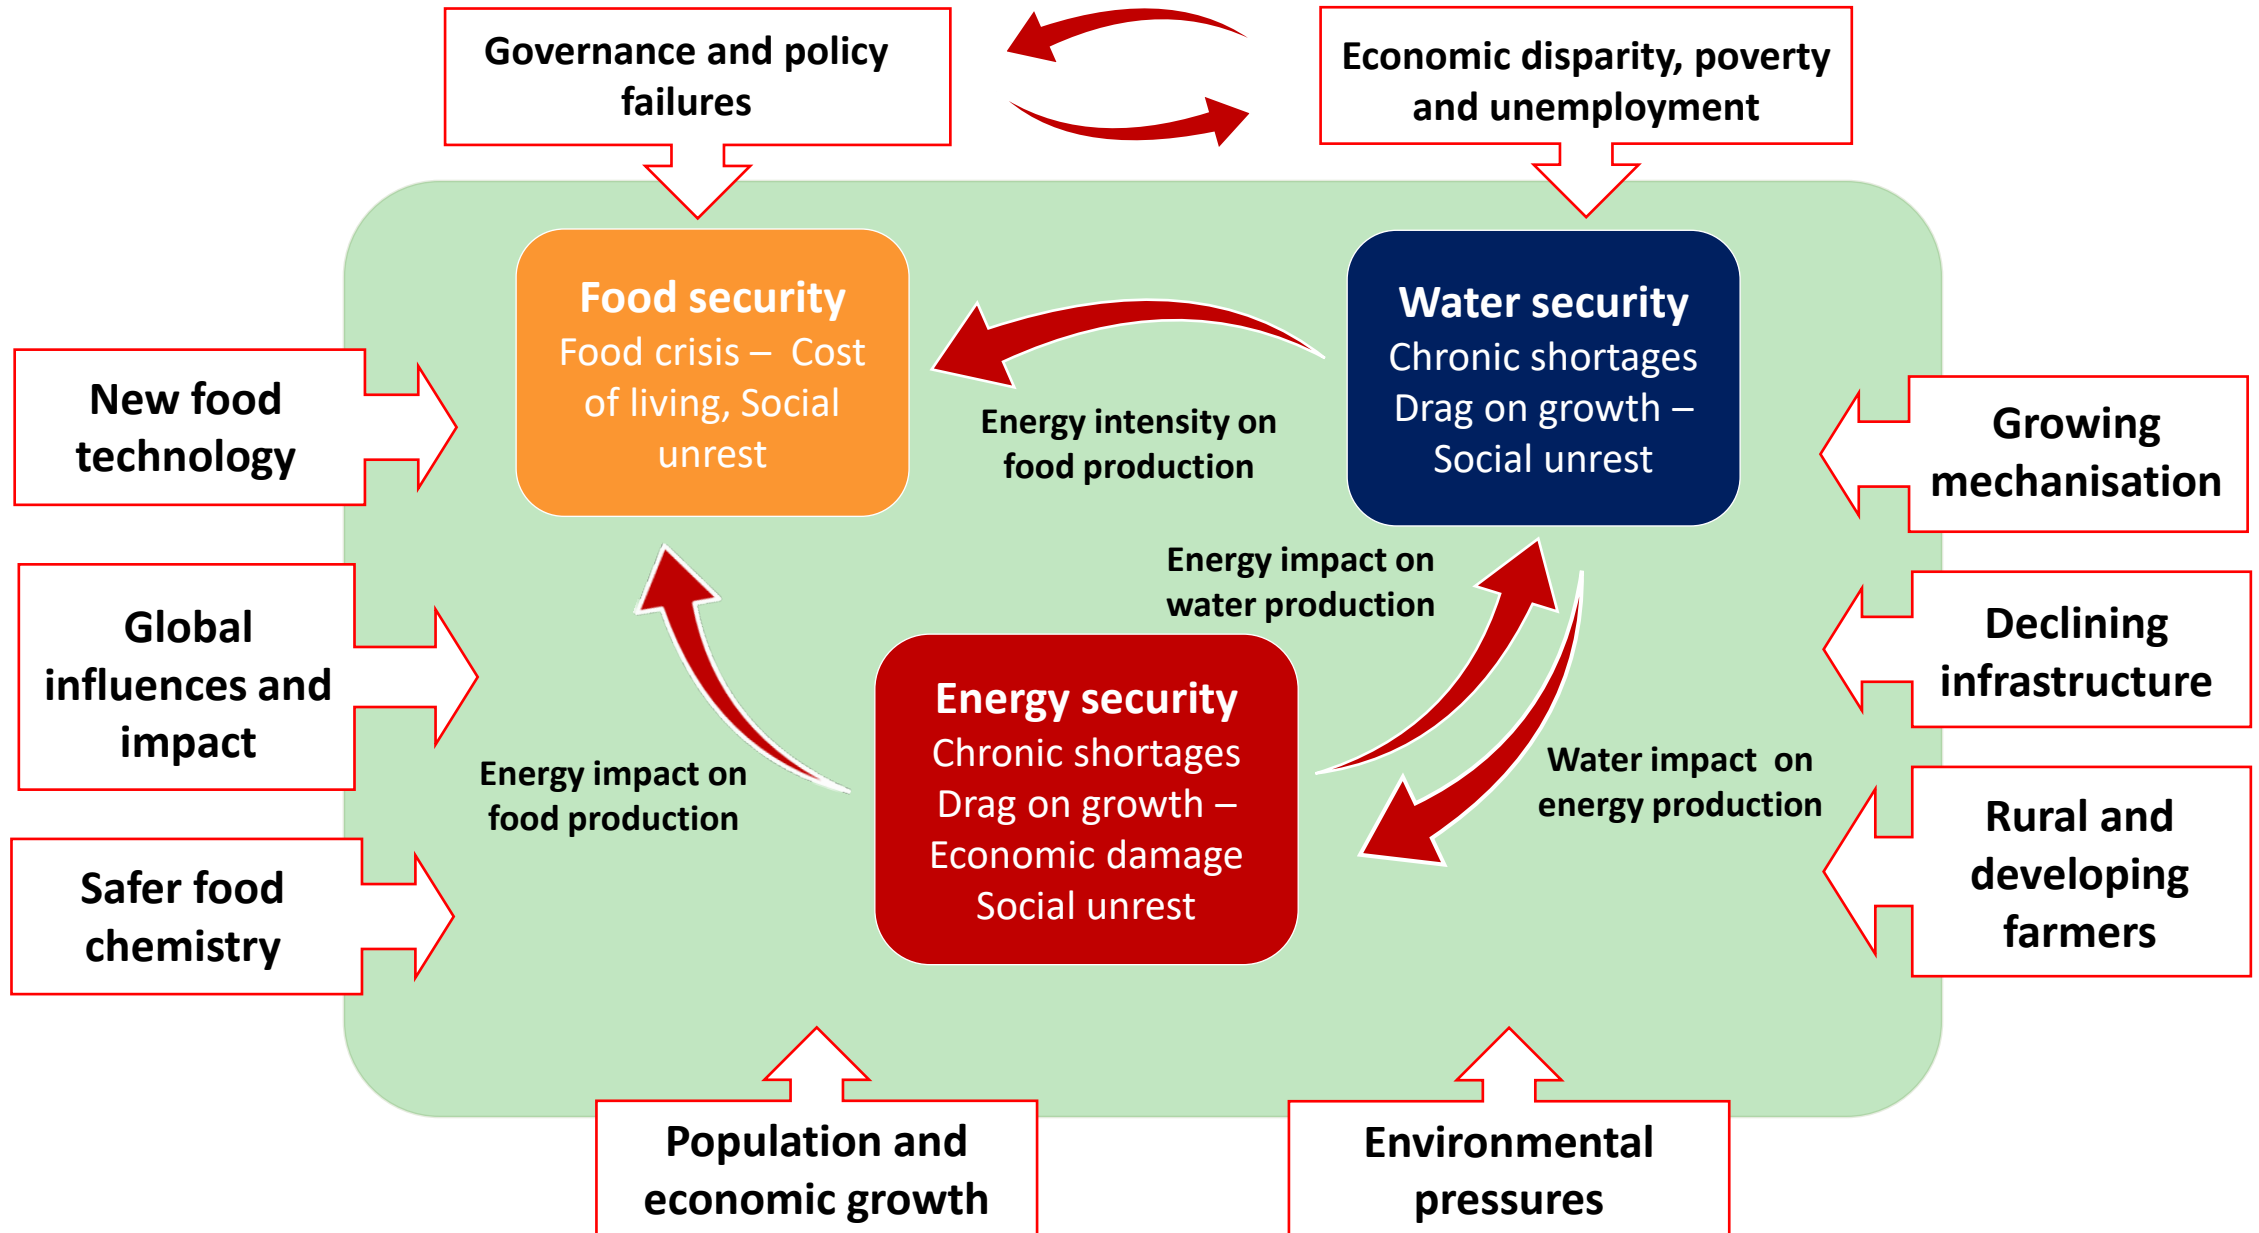 Governance and policy
failures
Economic disparity, poverty
and unemployment
Food security
Food crisis – Cost
of living, Social
unrest
Water security
Chronic shortages
Drag on growth –
Social unrest
New food
technology
Energy intensity on
food production
Growing
mechanisation
Global
influences and
impact
Energy impact on
water production
Declining
infrastructure
Energy security
Chronic shortages
Drag on growth –
Economic damage
Social unrest
Energy impact on
food production
Water impact on
energy production
Safer food
chemistry
Rural and
developing
farmers
Population and
economic growth
Environmental
pressures